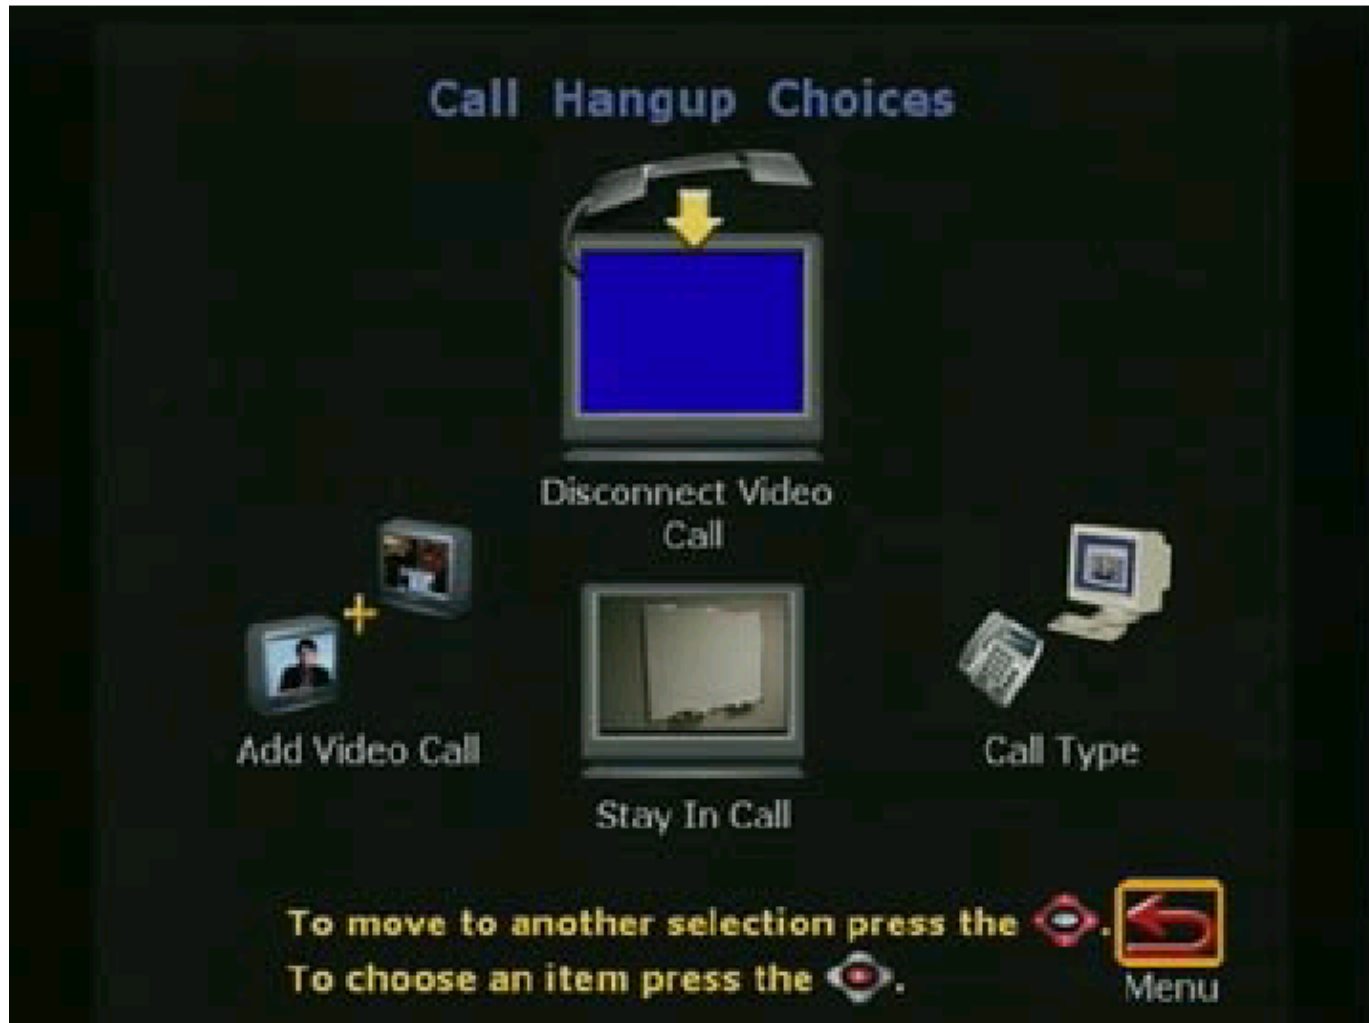 Call Hangup Choices
Disconnect Video
Call
Add Video Call
Call Type
Stay In Call
To move to another selection press the .
To choose an item press the .
Menu